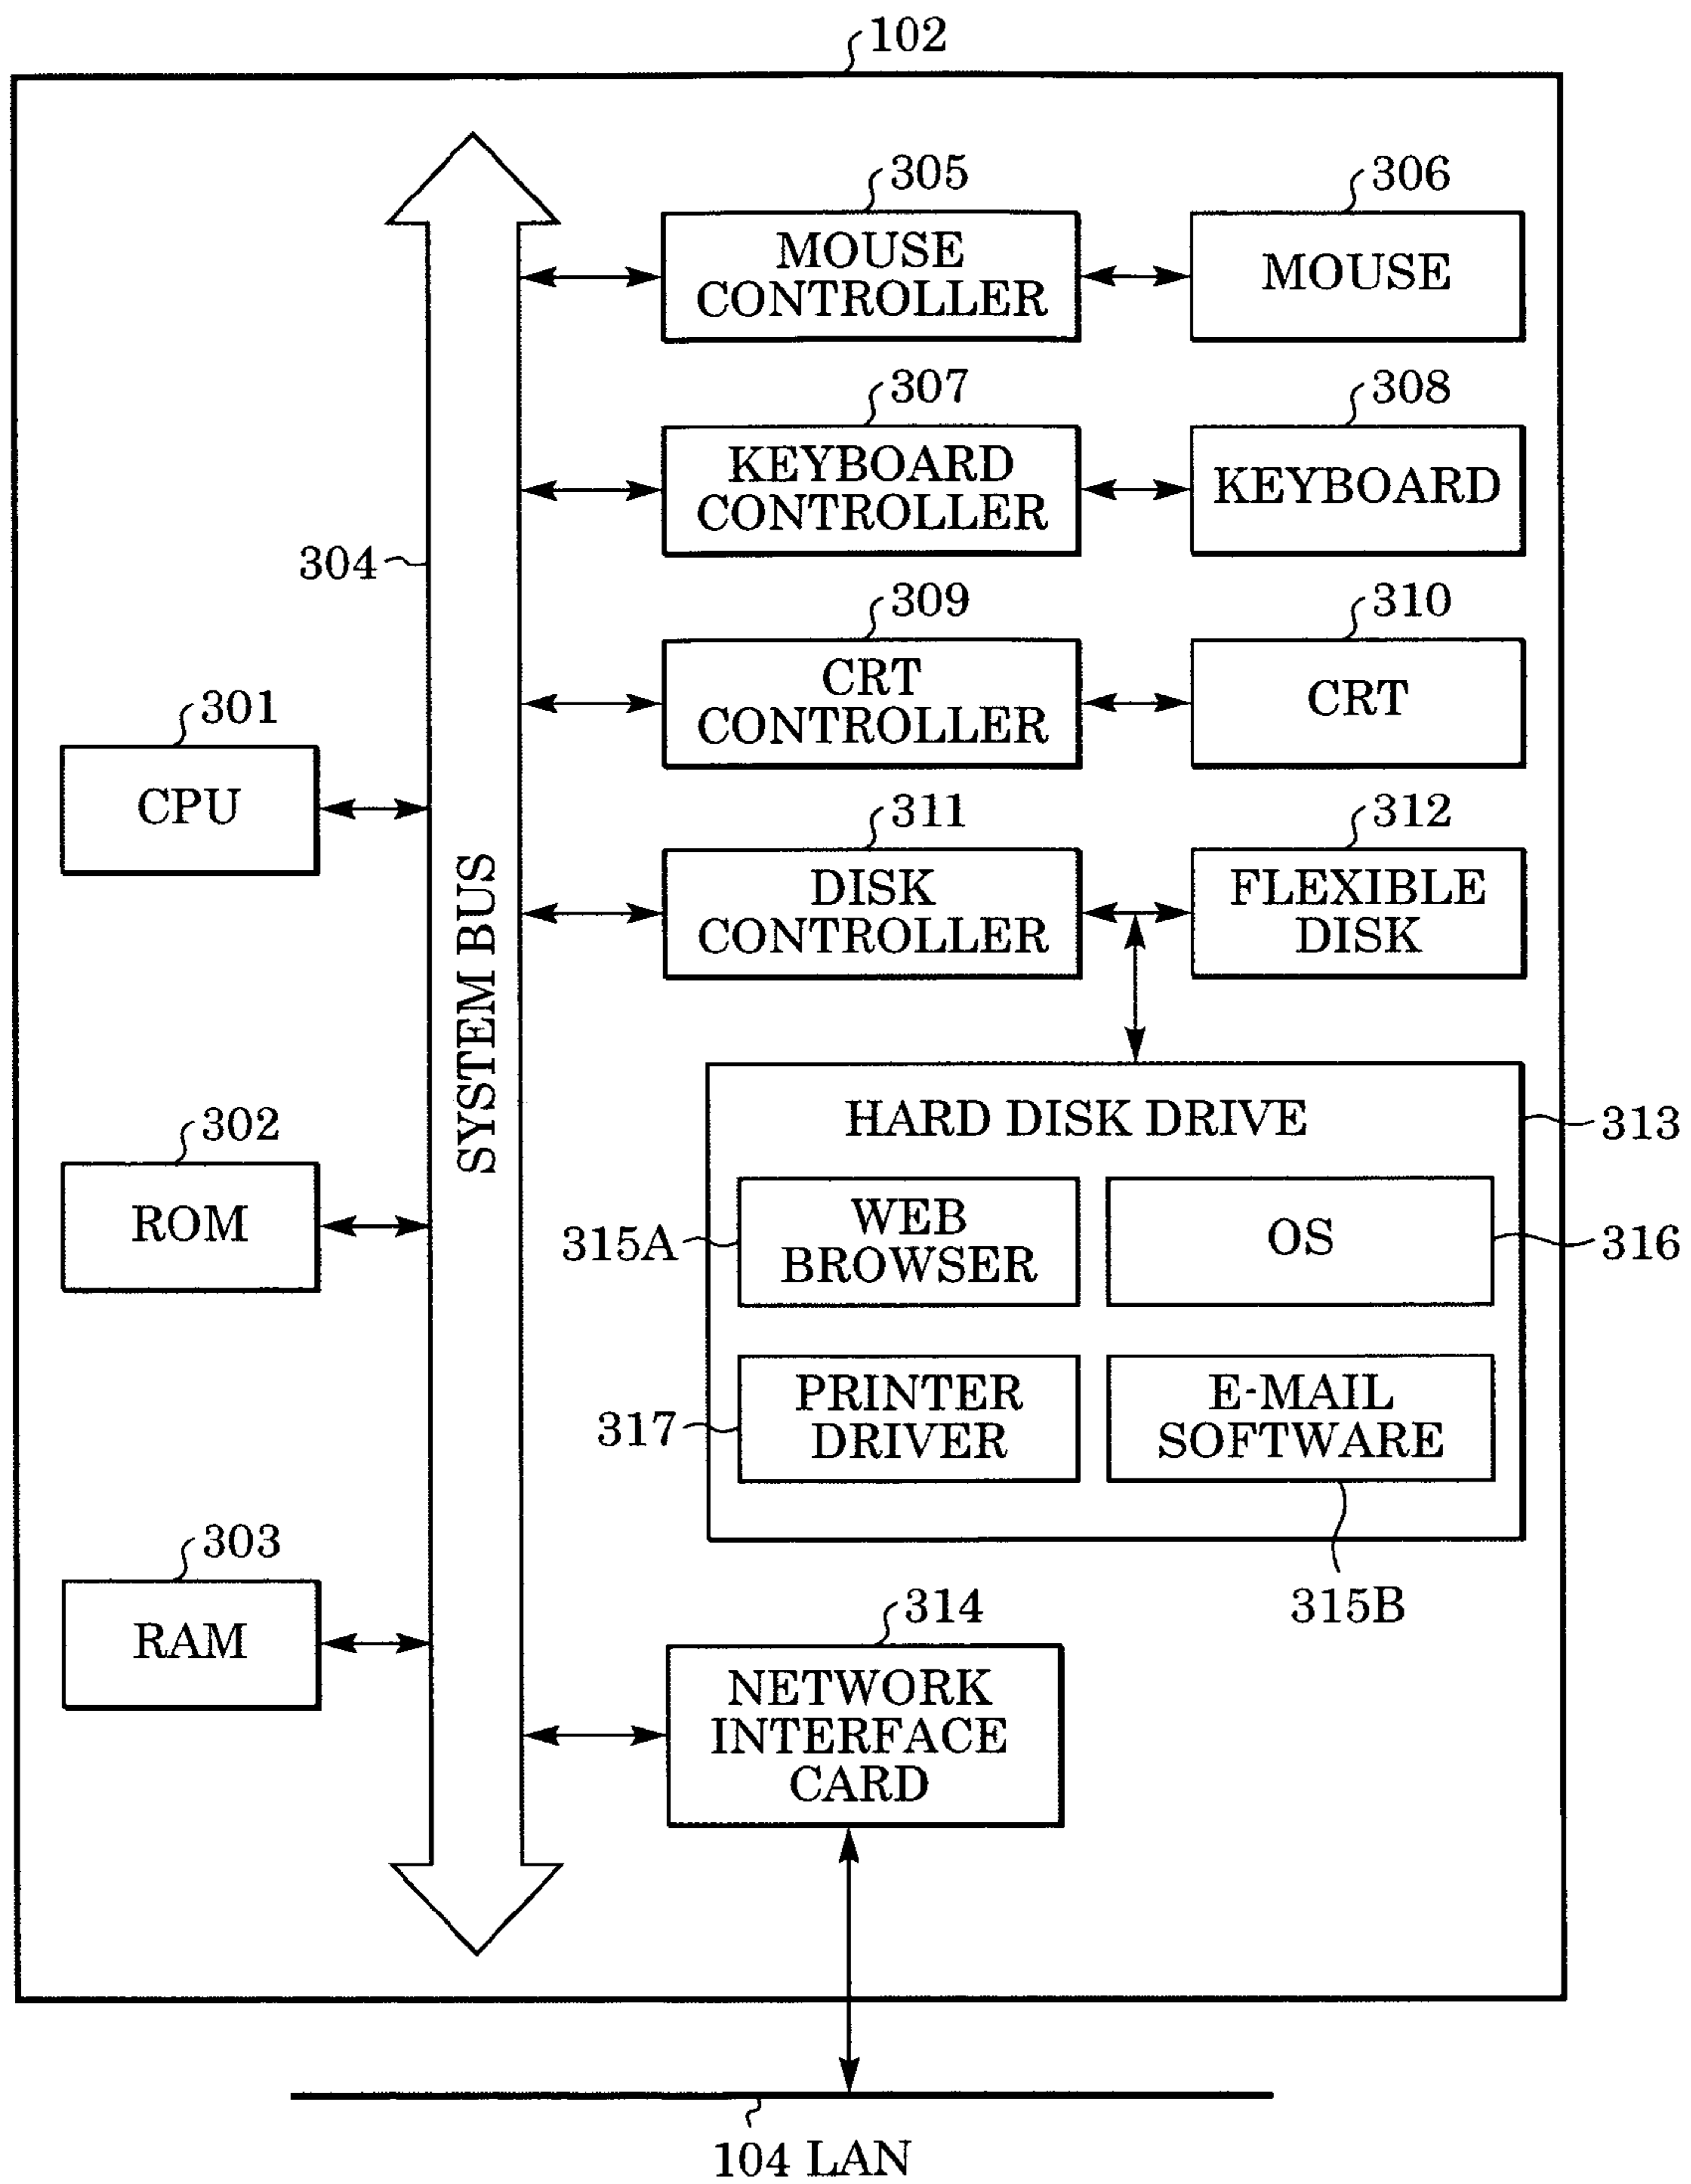 102
305
MOUSE
CONTROLLER
306
MOUSE
307
KEYBOARD
CONTROLLER
308
KEYBOARD
304
309
CRT
CONTROLLER
310
CRT
301
CPU
311
DISK
CONTROLLER
312
FLEXIBLE
DISK
SYSTEM BUS
302
ROM
HARD DISK DRIVE
313
315A
WEB
BROWSER
OS
316
317
PRINTER
DRIVER
E-MAIL
SOFTWARE
315B
303
RAM
314
NETWORK
INTERFACE
CARD
104 LAN